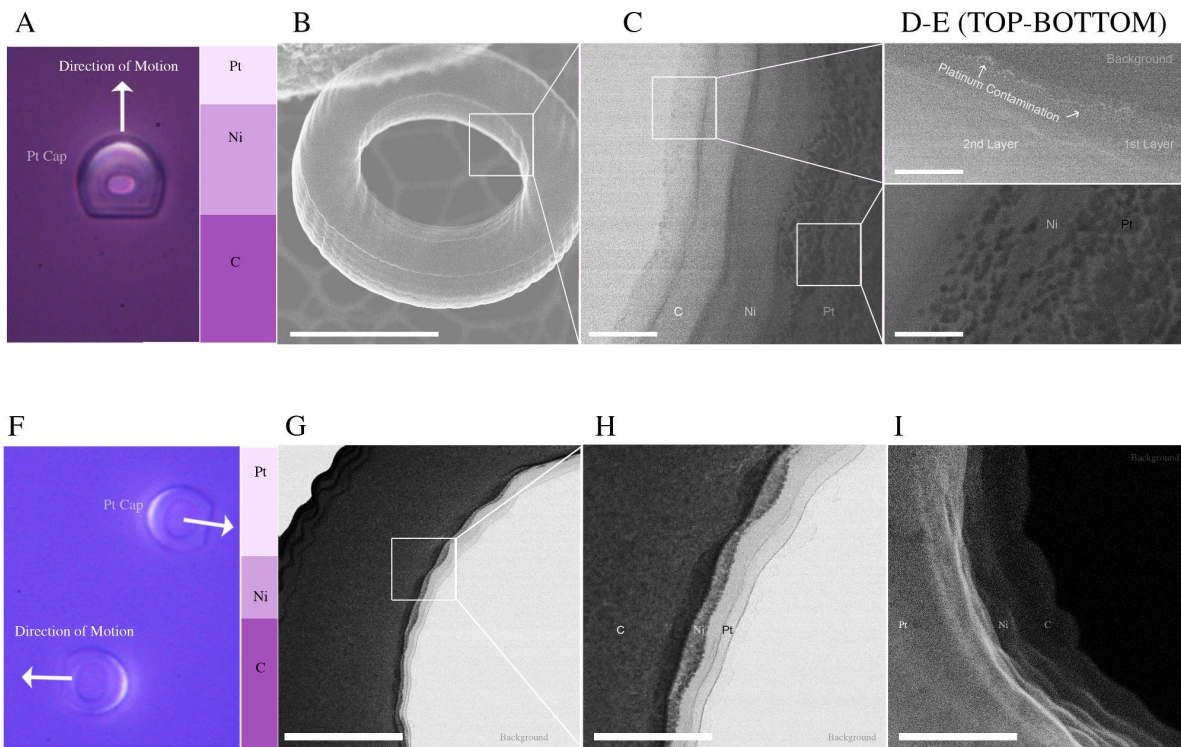 A
B
C
D-E (TOP-BOTTOM)
Direction of Motion
Pt Cap
Pt
Ni
C
C
Ni
Pt
Background
Platinum Contamination
2nd Layer
1st Layer
Ni
Pt
F
G
H
I
Pt Cap
Direction of Motion
Pt
Ni
C
Background
C
Ni
Pt
Background
Background
Pt
Ni
C